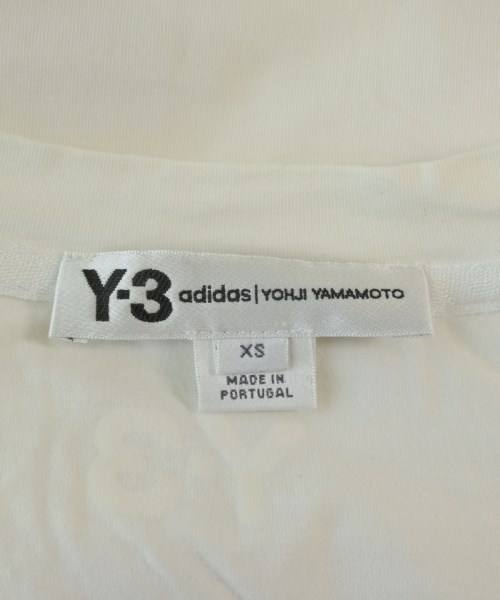 Y-3 adidas | YOHJI YAMAMOTO
XS
MADE IN
PORTUGAL